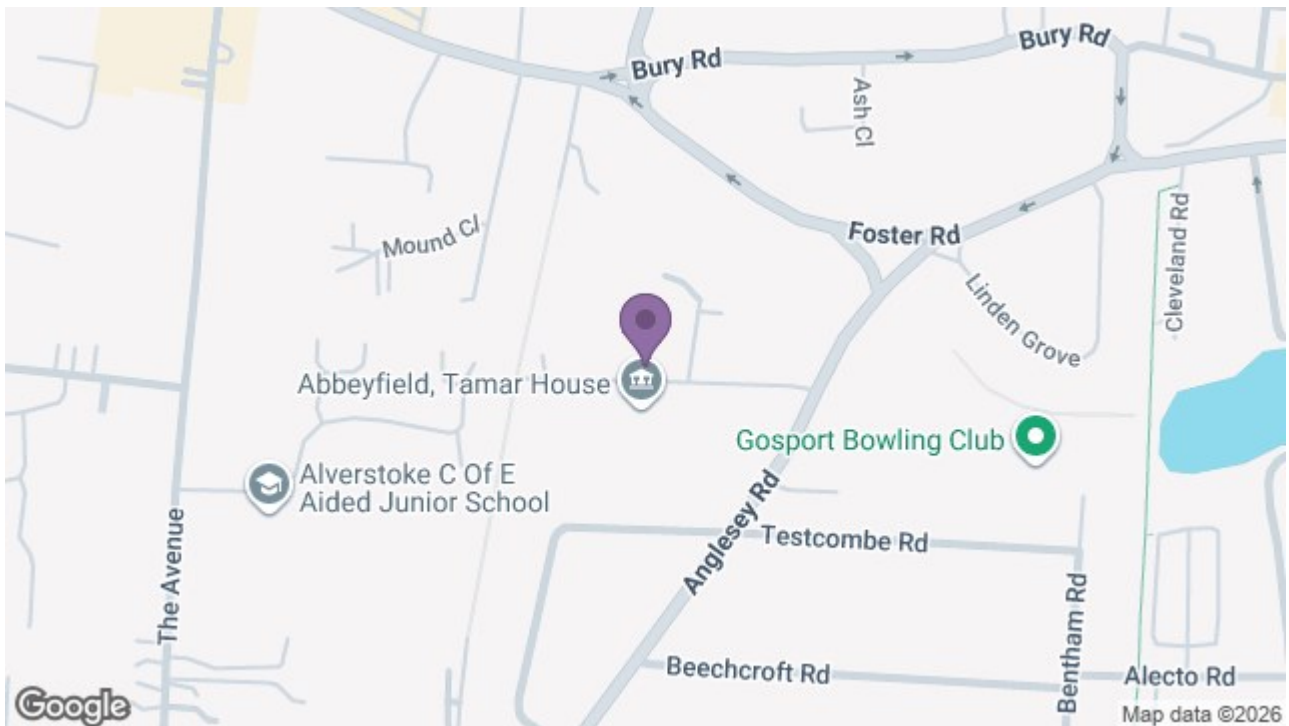 Bury Rd
Bury Rd
Ash Cl
Mound Cl
Foster Rd
Cleveland Rd
Linden Grove
Abbeyfield, Tamar House
Gosport Bowling Club
Alverstoke C Of E
Aided Junior School
Anglesey Rd
Testcombe Rd
The Avenue
Bentham Rd
Beechcroft Rd
Alecto Rd
Google
Map data ©2026